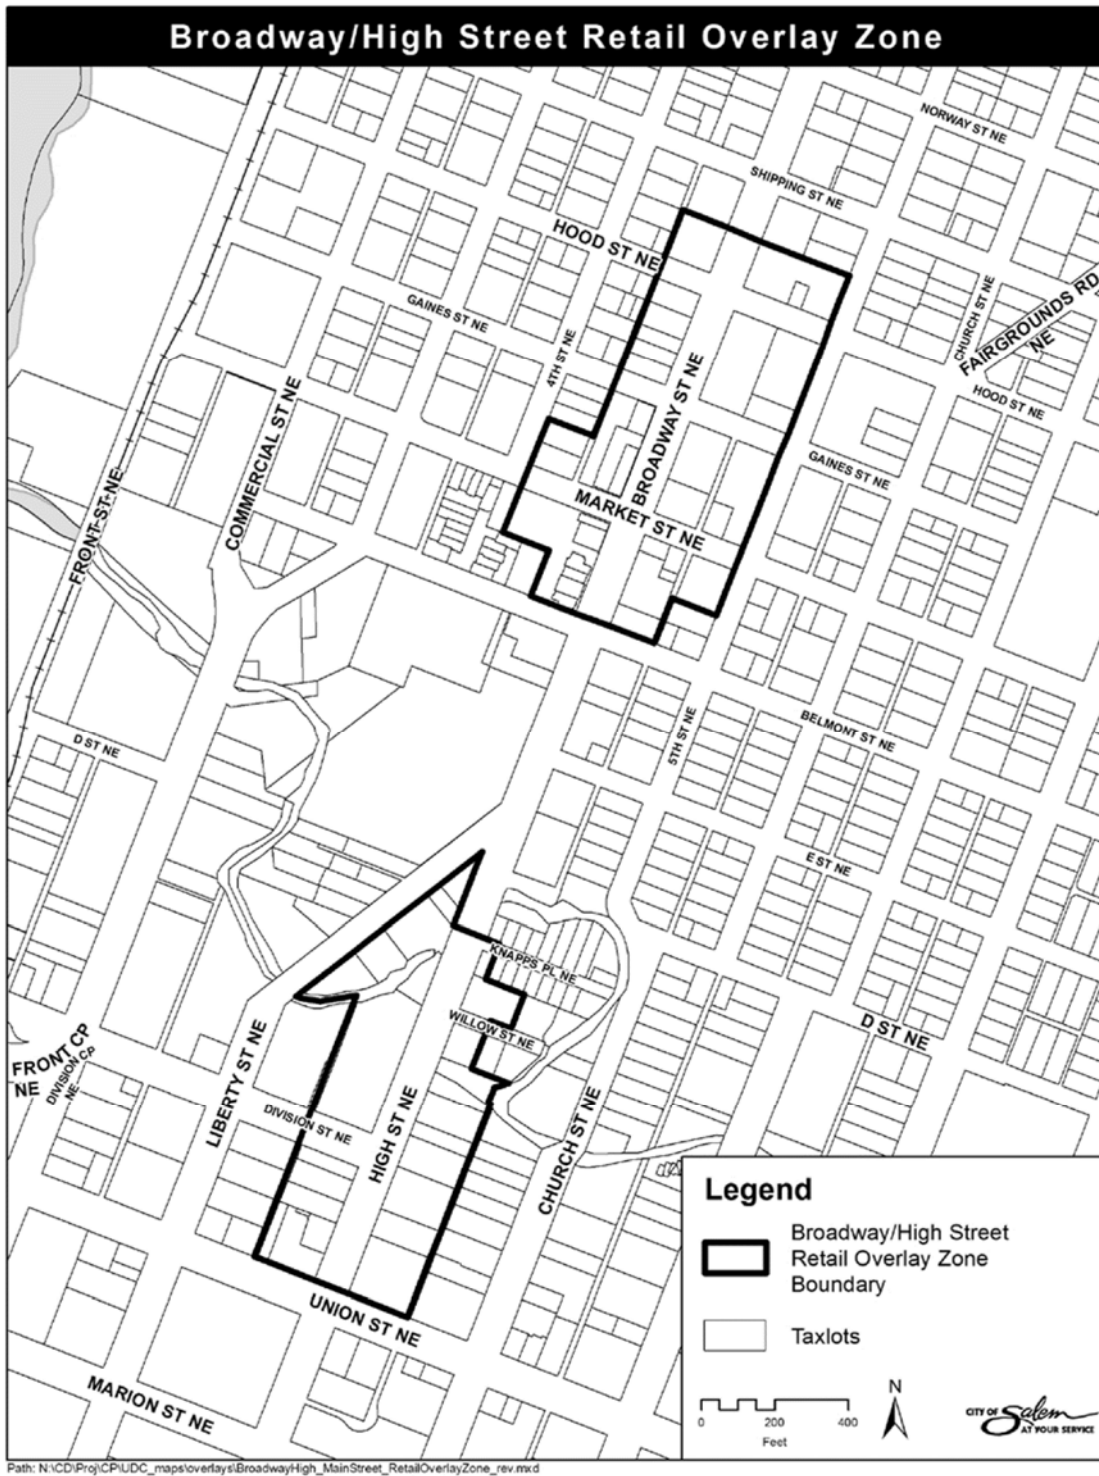 Broadway/High Street Retail Overlay Zone
NORWAY ST NE
SHIPPING ST NE
HOOD ST NE
CHURCH ST NE
FAIRGROUNDS RD
NE
GAINES ST NE
4TH ST NE
HOOD ST NE
BROADWAY ST NE
COMMERCIAL ST NE
GAINES ST NE
FRONT ST NE
MARKET ST NE
5TH ST NE
BELMONT ST NE
D ST NE
E ST NE
KNAPPS PL NE
WILLOW ST NE
D ST NE
FRONT CP
NE
DIVISION CP
NE
LIBERTY ST NE
DIVISION ST NE
HIGH ST NE
CHURCH ST NE
UNION ST NE
MARION ST NE
Legend
Broadway/High Street
Retail Overlay Zone
Boundary
Taxlots
N
0 200 400
Feet
CITY OF Salem
AT YOUR SERVICE
Path: N:\CD\Proj\CP\UDC_maps\overlays\BroadwayHigh_MainStreet_RetailOverlayZone_rev.mxd